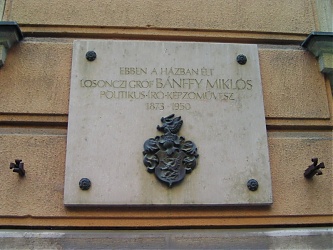 EBBEN A HÁZBAN ÉLT
LOSONCZI GRÓF BÁNFFY MIKLÓS
POLITIKUS·ÍRÓ·KÉPZŐMŰVÉSZ
1873-1950